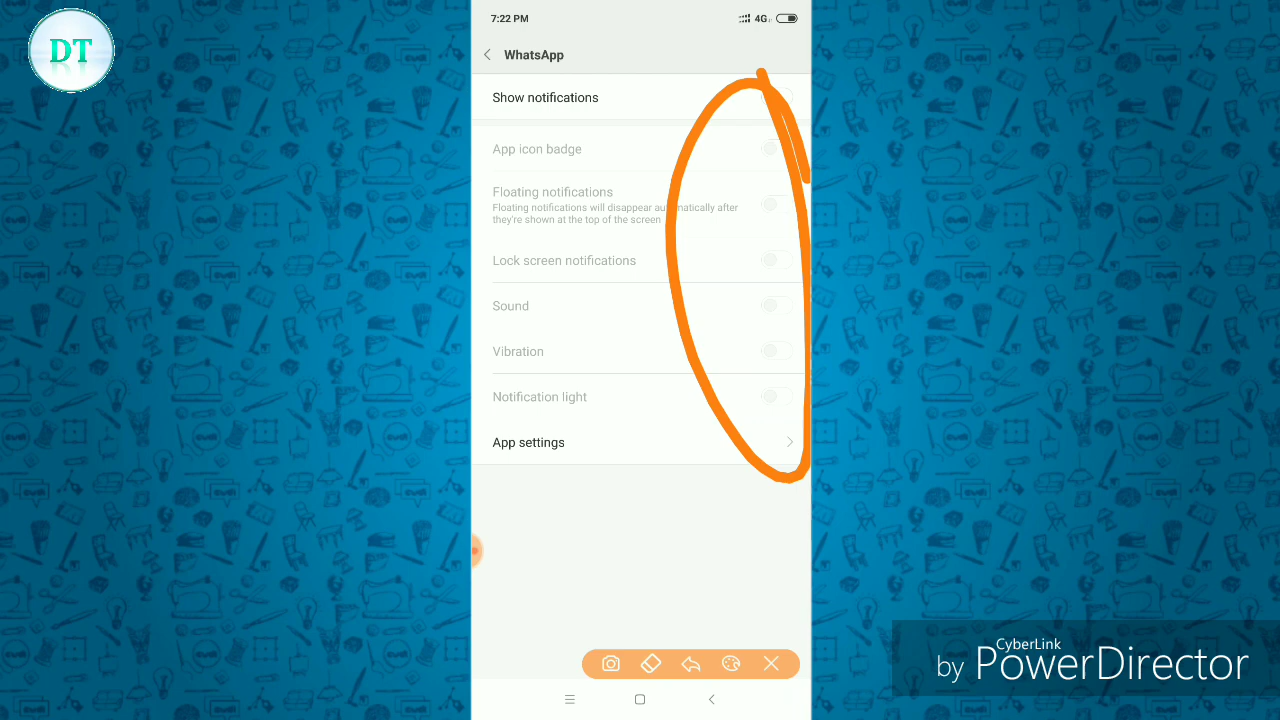 DT
7:22 PM
4G
WhatsApp
Show notifications
App icon badge
Floating notifications
Floating notifications will disappear automatically after
they're shown at the top of the screen
Lock screen notifications
Sound
Vibration
Notification light
App settings
CyberLink
by PowerDirector